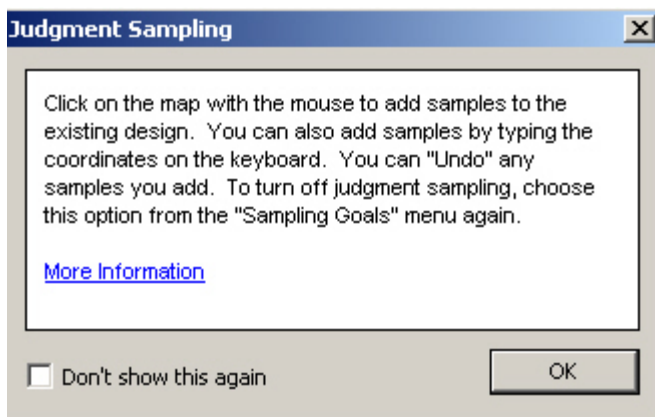 Judgment Sampling
Click on the map with the mouse to add samples to the
existing design. You can also add samples by typing the
coordinates on the keyboard. You can "Undo" any
samples you add. To turn off judgment sampling, choose
this option from the "Sampling Goals" menu again.
More Information
Don't show this again
OK